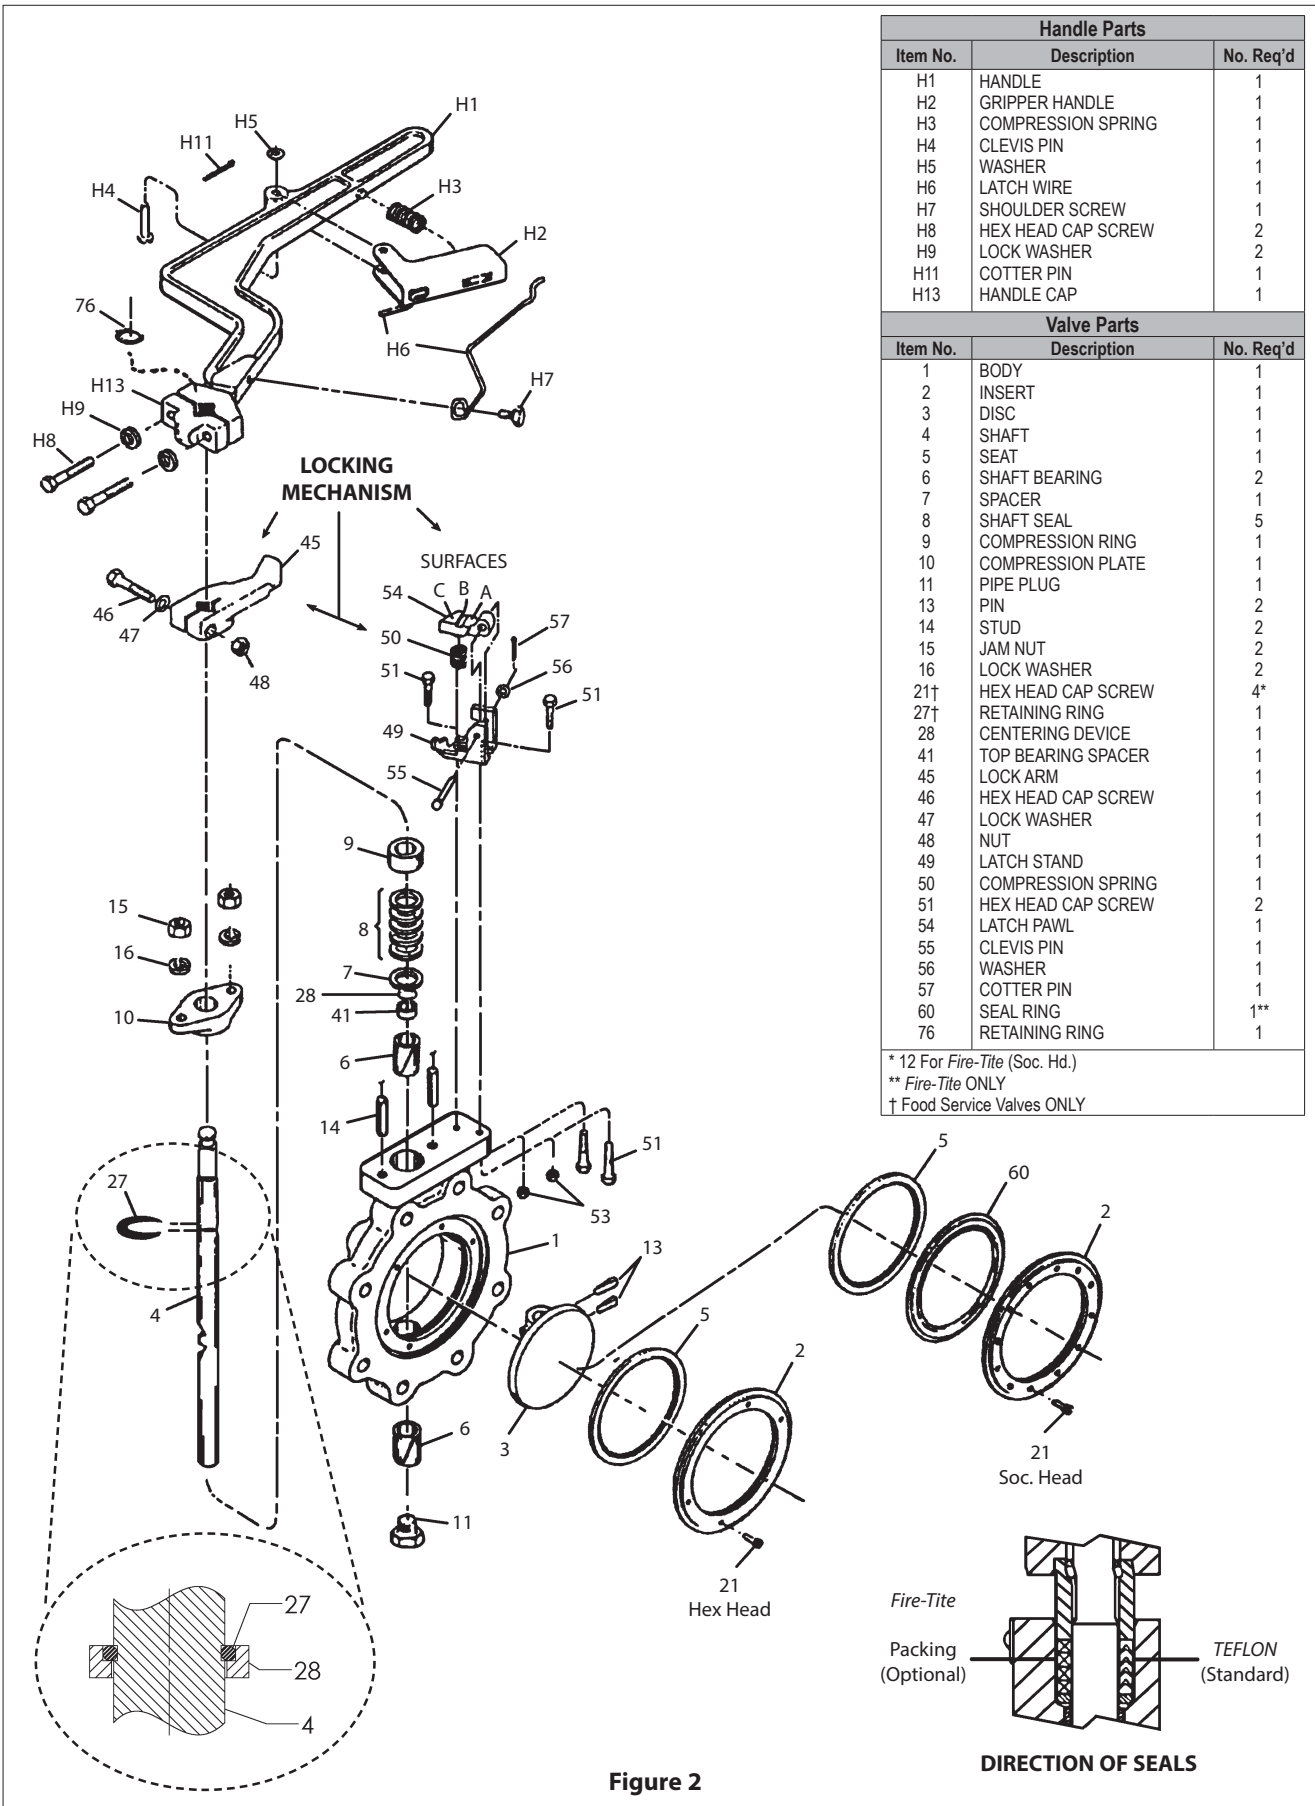 Handle Parts
Item No. Description No. Req'd
H1 HANDLE 1
H2 GRIPPER HANDLE 1
H3 COMPRESSION SPRING 1
H4 CLEVIS PIN 1
H5 WASHER 1
H6 LATCH WIRE 1
H7 SHOULDER SCREW 1
H8 HEX HEAD CAP SCREW 2
H9 LOCK WASHER 2
H11 COTTER PIN 1
H13 HANDLE CAP 1
Valve Parts
Item No. Description No. Req'd
1 BODY 1
2 INSERT 1
3 DISC 1
4 SHAFT 1
5 SEAT 1
6 SHAFT BEARING 2
7 SPACER 1
8 SHAFT SEAL 5
9 COMPRESSION RING 1
10 COMPRESSION PLATE 1
11 PIPE PLUG 1
13 PIN 2
14 STUD 2
15 JAM NUT 2
16 LOCK WASHER 2
21† HEX HEAD CAP SCREW 4*
27† RETAINING RING 1
28 CENTERING DEVICE 1
41 TOP BEARING SPACER 1
45 LOCK ARM 1
46 HEX HEAD CAP SCREW 1
47 LOCK WASHER 1
48 NUT 1
49 LATCH STAND 1
50 COMPRESSION SPRING 1
51 HEX HEAD CAP SCREW 2
54 LATCH PAWL 1
55 CLEVIS PIN 1
56 WASHER 1
57 COTTER PIN 1
60 SEAL RING 1**
76 RETAINING RING 1
* 12 For Fire-Tite (Soc. Hd.)
** Fire-Tite ONLY
† Food Service Valves ONLY
H1
H5
H11
H4
H3
H2
76
H6
H13
H7
H9
H8
LOCKING
MECHANISM
45
SURFACES
C B A
54
57
46
47
50
56
51
51
48
49
55
9
15
8
16
7
28
10
41
6
14
51
5
27
60
53
2
1
13
4
5
2
6
3
21
Soc. Head
11
21
Hex Head
27
28
4
Fire-Tite
Packing
(Optional)
TEFLON
(Standard)
DIRECTION OF SEALS
Figure 2